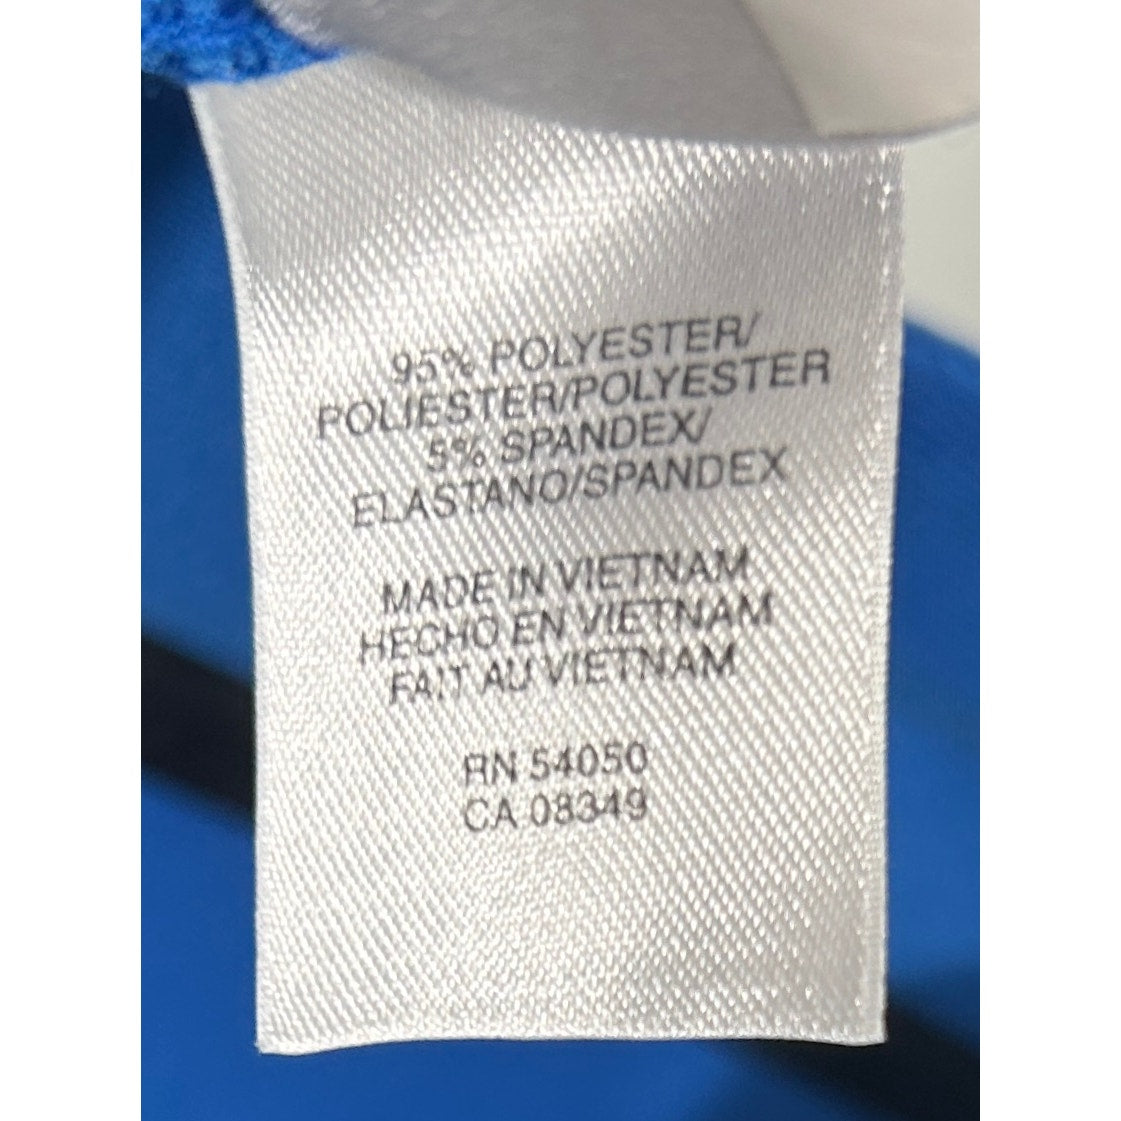 95% POLYESTER/
POLIESTER/POLYESTER
5% SPANDEX/
ELASTANO/SPANDEX
MADE IN VIETNAM
HECHO EN VIETNAM
FAIT AU VIETNAM
RN 54050
CA 08349